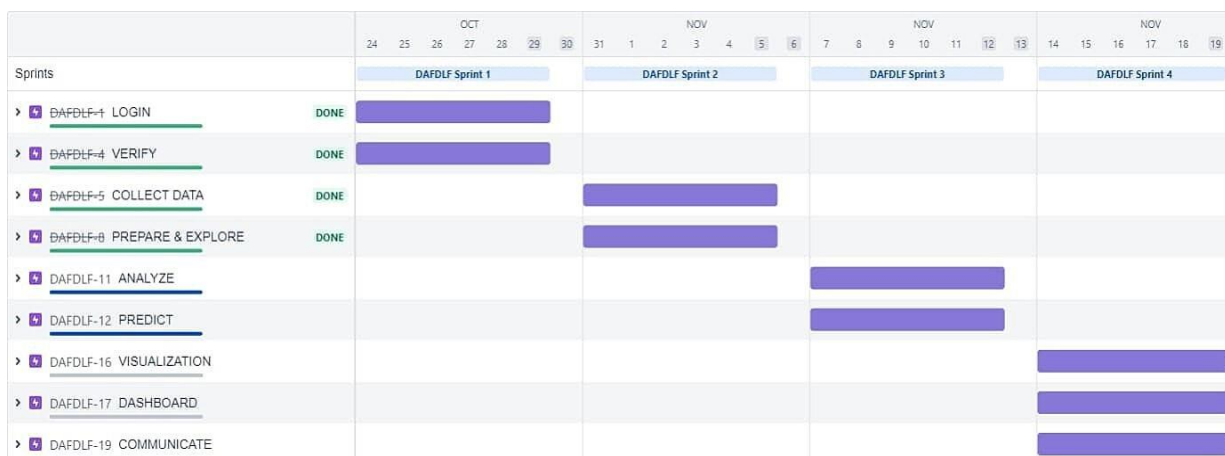 OCT NOV NOV NOV
24 25 26 27 28 29 30 31 1 2 3 4 5 6 7 8 9 10 11 12 13 14 15 16 17 18 19
Sprints DAFDLF Sprint 1 DAFDLF Sprint 2 DAFDLF Sprint 3 DAFDLF Sprint 4
DAFDLF-1 LOGIN DONE
DAFDLF-4 VERIFY DONE
DAFDLF-5 COLLECT DATA DONE
DAFDLF-8 PREPARE & EXPLORE DONE
DAFDLF-11 ANALYZE
DAFDLF-12 PREDICT
DAFDLF-16 VISUALIZATION
DAFDLF-17 DASHBOARD
DAFDLF-19 COMMUNICATE